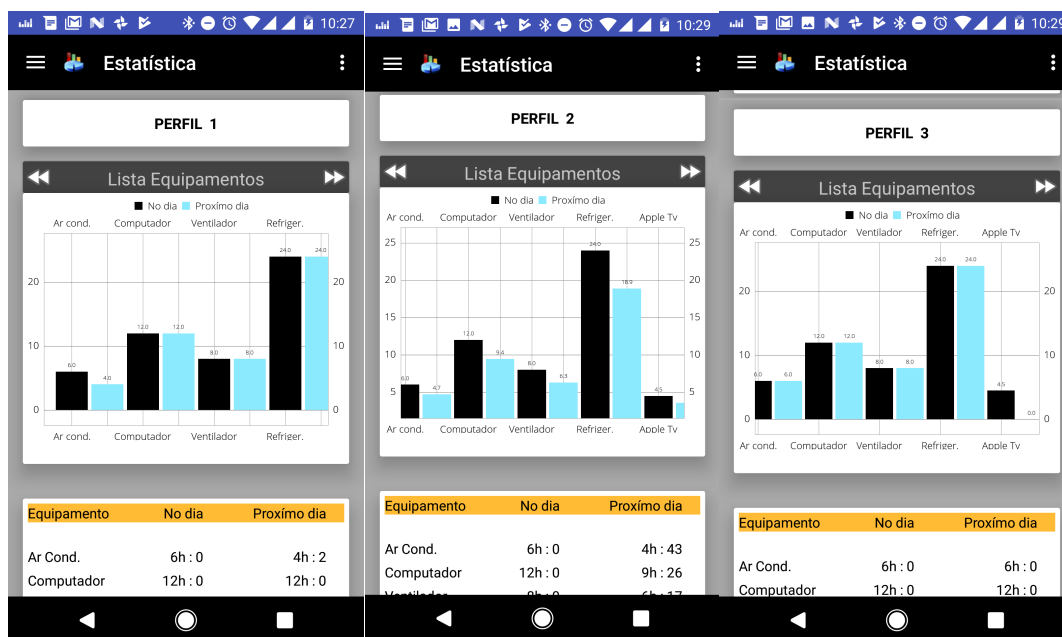 10:27
Estatística
PERFIL 1
Lista Equipamentos
No dia Proxímo dia
Ar cond. Computador Ventilador Refriger.
24.0 24.0
20 20
12.0 12.0
10 10
8.0 8.0
6.0
4.0
0 0
Ar cond. Computador Ventilador Refriger.
Equipamento No dia Proxímo dia
Ar Cond. 6h : 0 4h : 2
Computador 12h : 0 12h : 0
10:29
Estatística
PERFIL 2
Lista Equipamentos
No dia Proxímo dia
Ar cond. Computador Ventilador Refriger. Apple Tv
25 25
24.0
20 20
18.9
15 15
12.0
10 10
9.4
8.0
6.0 6.3
5 5
4.7 4.5
Ar cond. Computador Ventilador Refriger. Apple Tv
Equipamento No dia Proxímo dia
Ar Cond. 6h : 0 4h : 43
Computador 12h : 0 9h : 26
Ventilador 8h : 0 6h : 17
10:29
Estatística
PERFIL 3
Lista Equipamentos
No dia Proxímo dia
Ar cond. Computador Ventilador Refriger. Apple Tv
24.0 24.0
20 20
12.0 12.0
10 10
8.0 8.0
6.0 6.0
4.5
0.0
0 0
Ar cond. Computador Ventilador Refriger. Apple Tv
Equipamento No dia Proxímo dia
Ar Cond. 6h : 0 6h : 0
Computador 12h : 0 12h : 0